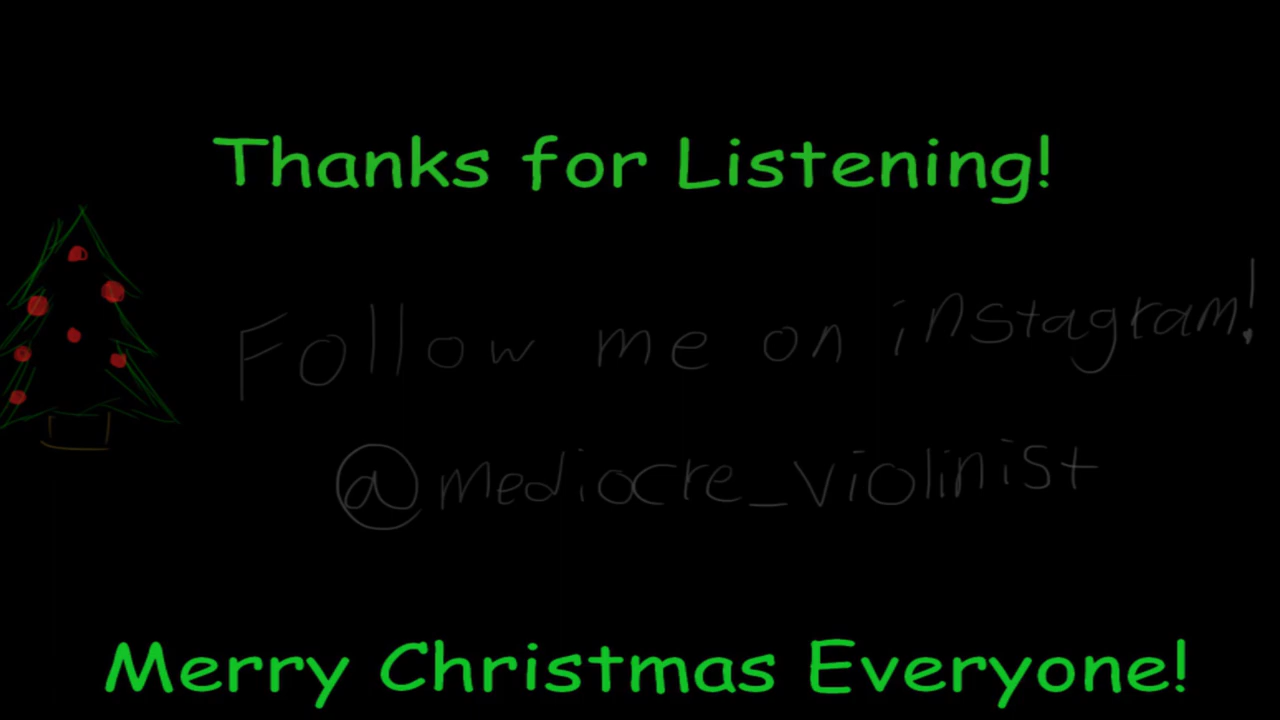 Thanks for Listening!
Follow me on instagram!
@mediocre_violinist
Merry Christmas Everyone!